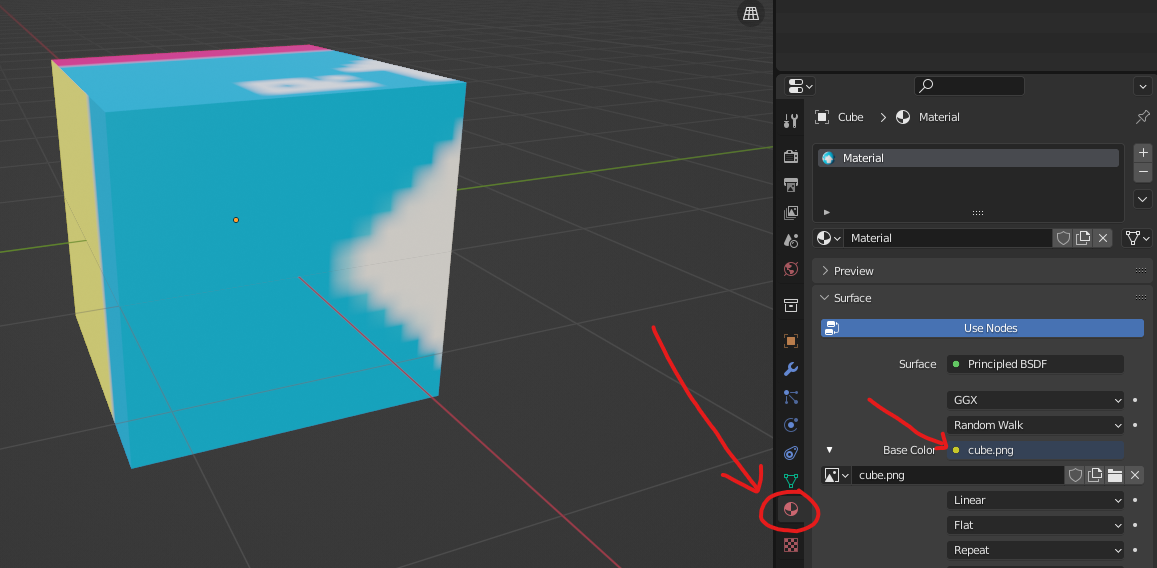 Cube > Material
Material
Material
Preview
Surface
Use Nodes
Surface Principled BSDF
GGX
Random Walk
Base Color cube.png
cube.png
Linear
Flat
Repeat